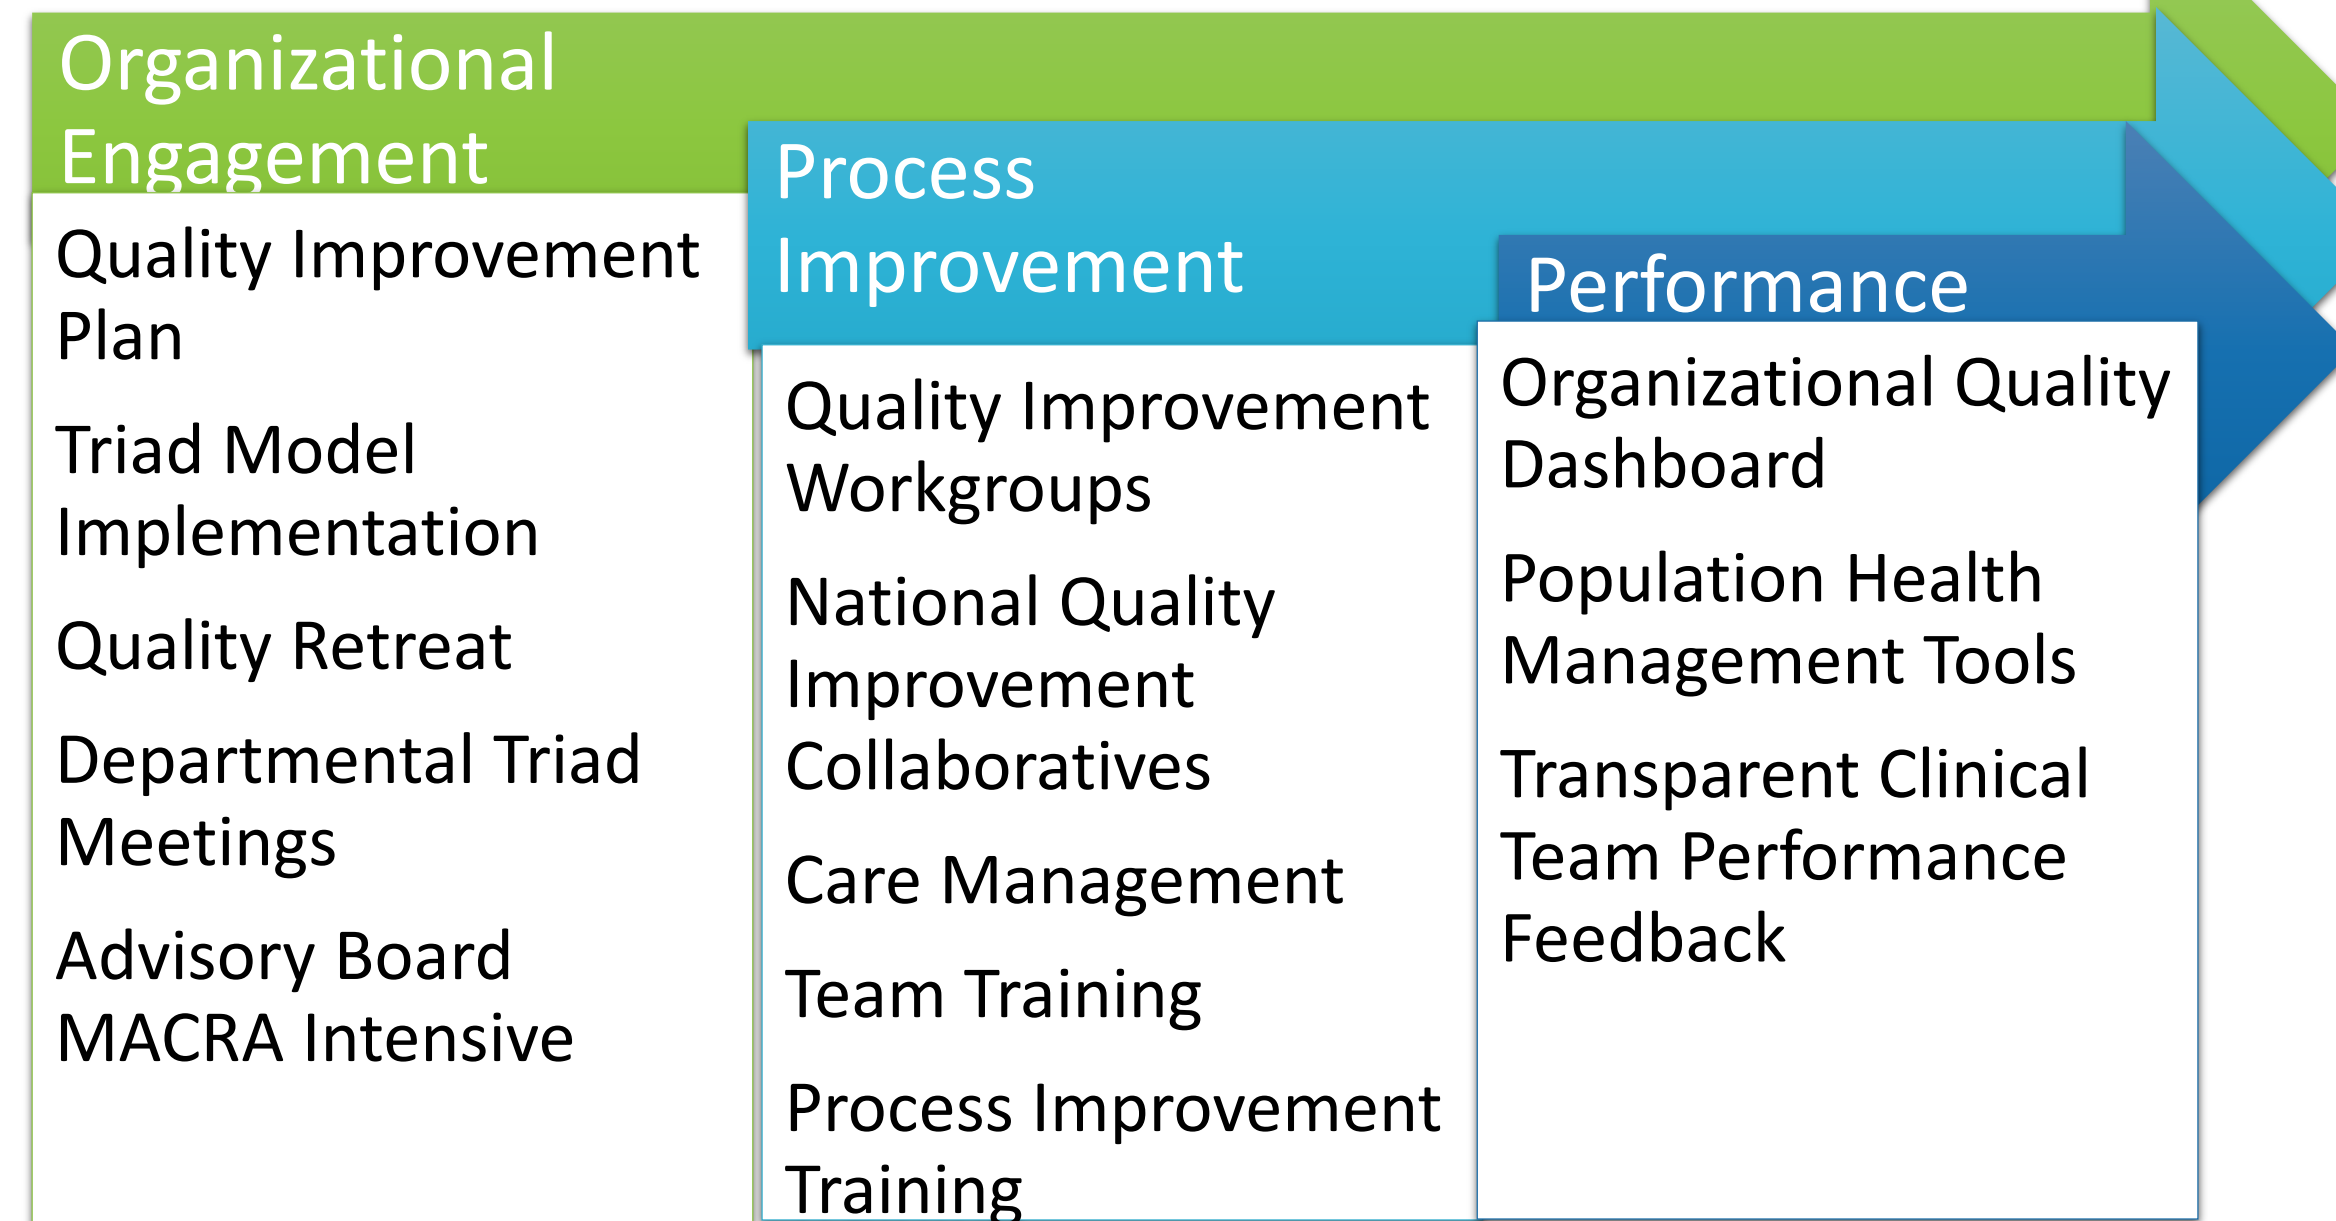 Organizational
Engagement
Quality Improvement
Plan
Triad Model
Implementation
Quality Retreat
Departmental Triad
Meetings
Advisory Board
MACRA Intensive
Process
Improvement
Quality Improvement
Workgroups
National Quality
Improvement
Collaboratives
Care Management
Team Training
Process Improvement
Training
Performance
Organizational Quality
Dashboard
Population Health
Management Tools
Transparent Clinical
Team Performance
Feedback